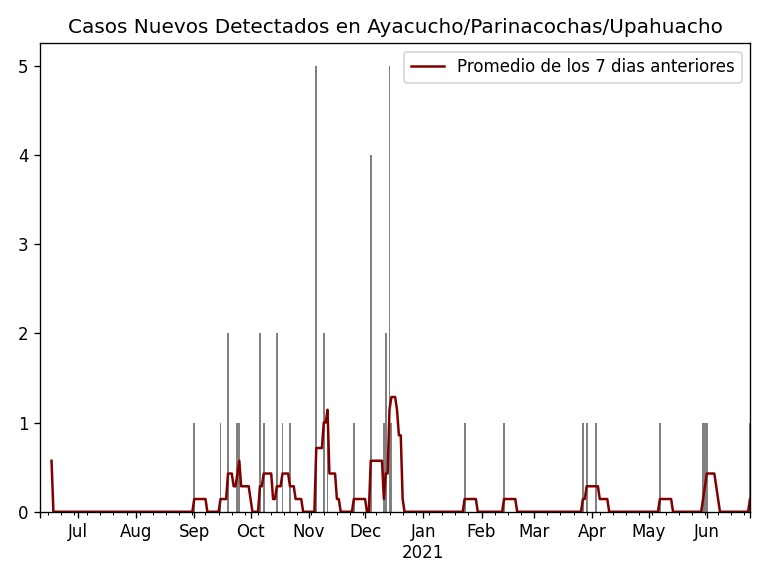 Casos Nuevos Detectados en Ayacucho/Parinacochas/Upahuacho
Promedio de los 7 dias anteriores
5
4
3
2
1
0
Jul Aug Sep Oct Nov Dec Jan Feb Mar Apr May Jun
2021